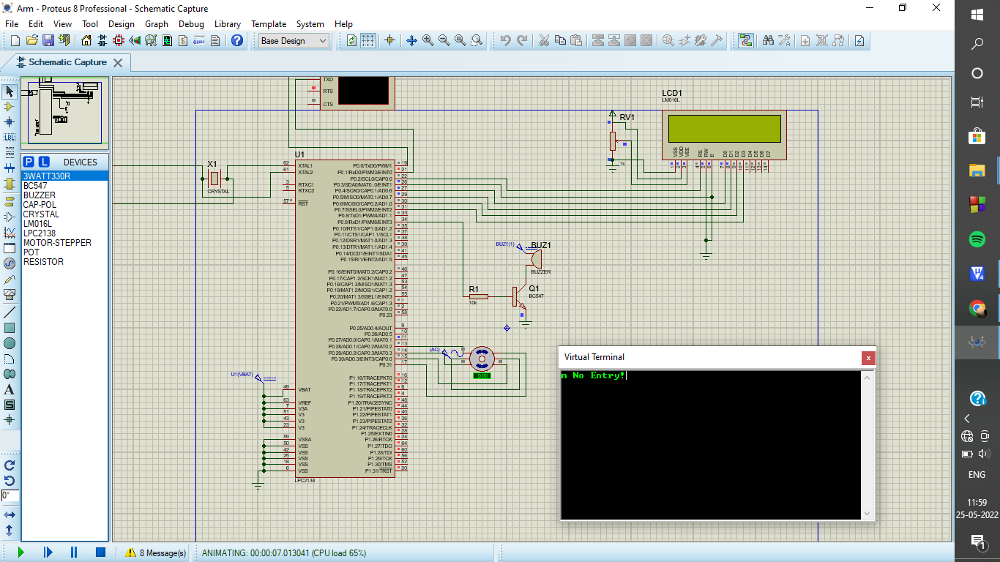 Arm - Proteus 8 Professional - Schematic Capture
File Edit View Tool Design Graph Debug Library Template System Help
Base Design
Schematic Capture
P L DEVICES
3WATT330R
BC547
BUZZER
CAP-POL
CRYSTAL
LM016L
LPC2138
MOTOR-STEPPER
POT
RESISTOR
LBL
0°
TXD
RTS
CTS
LCD1
LM016L
RV1
1k
VSS VDD VEE RS RW E D0 D1 D2 D3 D4 D5 D6 D7
1 2 3 4 5 6 7 8 9 10 11 12 13 14
X1
CRYSTAL
U1
62 XTAL1
61 XTAL2
3 RTXC1
5 RTXC2
57 RST
P0.0/TxD0/PWM1 19
P0.1/RxD0/PWM3/EINT0 21
P0.2/SCL0/CAP0.0 22
P0.3/SDA0/MAT0..0/EINT1 26
P0.4/SCK0/CAP0.1/AD0.6 27
P0.5/MISO0/MAT0.1/AD0.7 29
P0.6/MOSI0/CAP0.2/AD1.0 30
P0.7/SSEL0/PWM2/EINT2 31
P0.8/TxD1/PWM4/AD1.1 33
P0.9/RxD1/PWM6/EINT3 34
P0.10/RTS1/CAP1.0/AD1.2 35
P0.11/CTS1/CAP1.1/SCL1 37
P0.12/DSR1/MAT1.0/AD1.3 38
P0.13/DTR1/MAT1.1/AD1.4 39
P0.14/DCD1/EINT1/SDA1 41
P0.15/RI1/EINT2/AD1.5 45
P0.16/EINT0/MAT0.2/CAP0.2 46
P0.17/CAP1.2/SCK1/MAT1.2 47
P0.18/CAP1.3/MISO1/MAT1.3 53
P0.19/MAT1.2/MOSI1/CAP1.2 54
P0.20/MAT1.3/SSEL1/EINT3 55
P0.21/PWM5/AD1.6/CAP1.3 1
P0.22/AD1.7/CAP0.0/MAT0.0 2
P0.23 58
P0.25/AD0.4/AOUT 9
P0.26/AD0.5 10
P0.27/AD0.0/CAP0.1/MAT0.1 11
P0.28/AD0.1/CAP0.2/MAT0.2 13
P0.29/AD0.2/CAP0.3/MAT0.3 14
P0.30/AD0.3/EINT3/CAP0.0 15
P0.31 17
P1.16/TRACEPKT0 16
P1.17/TRACEPKT1 12
P1.18/TRACEPKT2 8
P1.19/TRACEPKT3 4
P1.20/TRACESYNC 48
P1.21/PIPESTAT0 44
P1.22/PIPESTAT1 40
P1.23/PIPESTAT2 36
P1.24/TRACECLK 32
P1.25/EXTIN0 28
P1.26/RTCK 24
P1.27/TDO 64
P1.28/TDI 60
P1.29/TCK 56
P1.30/TMS 52
P1.31/TRST 20
U1(VBAT)
49 VBAT
63 VREF
7 V3A
51 V3
43 V3
23 V3
59 VSSA
50 VSS
42 VSS
25 VSS
18 VSS
6 VSS
LPC2138
BUZ1(1)
BUZ1
BUZZER
R1
10k
Q1
BC547
(AC)
0.00
Virtual Terminal
m No Entry!
8 Message(s)
ANIMATING: 00:00:07.013041 (CPU load 65%)
ENG
11:59
25-05-2022
1